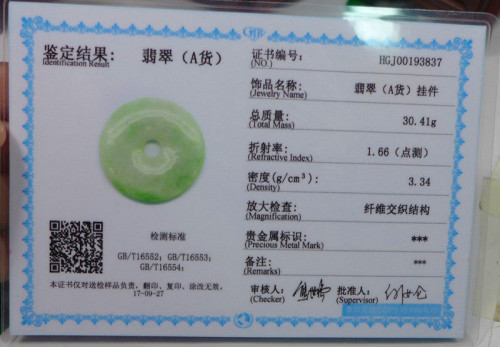 鉴定结果: 翡翠（A货）
Identification Result
证书编号: HGJ00193837
(NO.)
饰品名称: 翡翠（A货）挂件
(Jewelry Name)
总质量: 30.41g
(Total Mass)
折射率: 1.66（点测）
(Refractive Index)
密度(g/cm³): 3.34
(Density)
放大检查: 纤维交织结构
(Magnification)
贵金属标识: ***
(Precious Metal Mark)
备注: ***
(Remarks)
审核人:
(Checker)
批准人:
(Supervisor)
检测标准
GB/T16552; GB/T16553;
GB/T16554;
本证书仅对送检样品负责，翻印、复印、涂改无效。
17-09-27